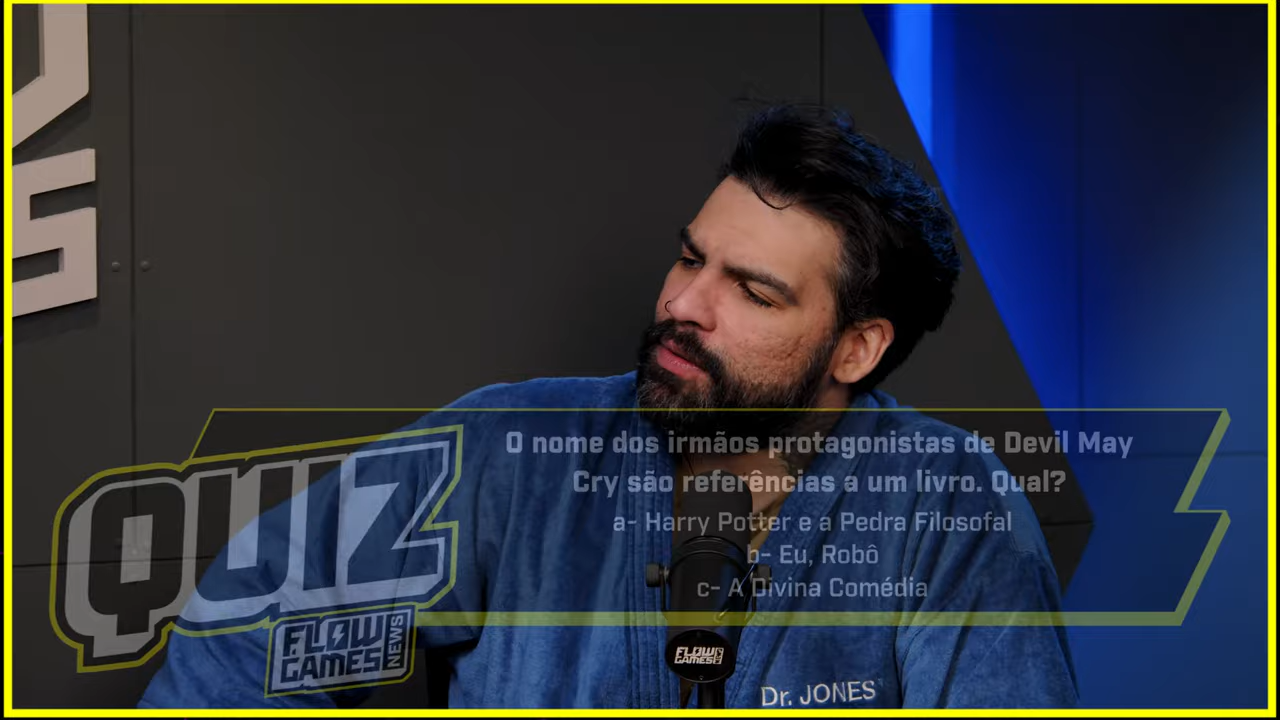 O nome dos irmãos protagonistas de Devil May
Cry são referências a um livro. Qual?
a- Harry Potter e a Pedra Filosofal
b- Eu, Robô
c- A Divina Comédia
QUIZ
FLOW
GAMES
NEWS
FLOW
GAMES
Dr. JONES